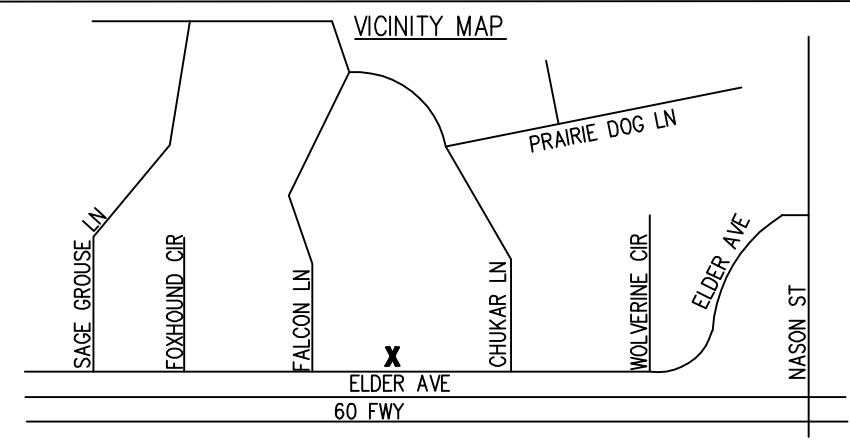 VICINITY MAP
PRAIRIE DOG LN
SAGE GROUSE LN
FOXHOUND CIR
FALCON LN
CHUKAR LN
WOLVERINE CIR
ELDER AVE
NASON ST
X
ELDER AVE
60 FWY